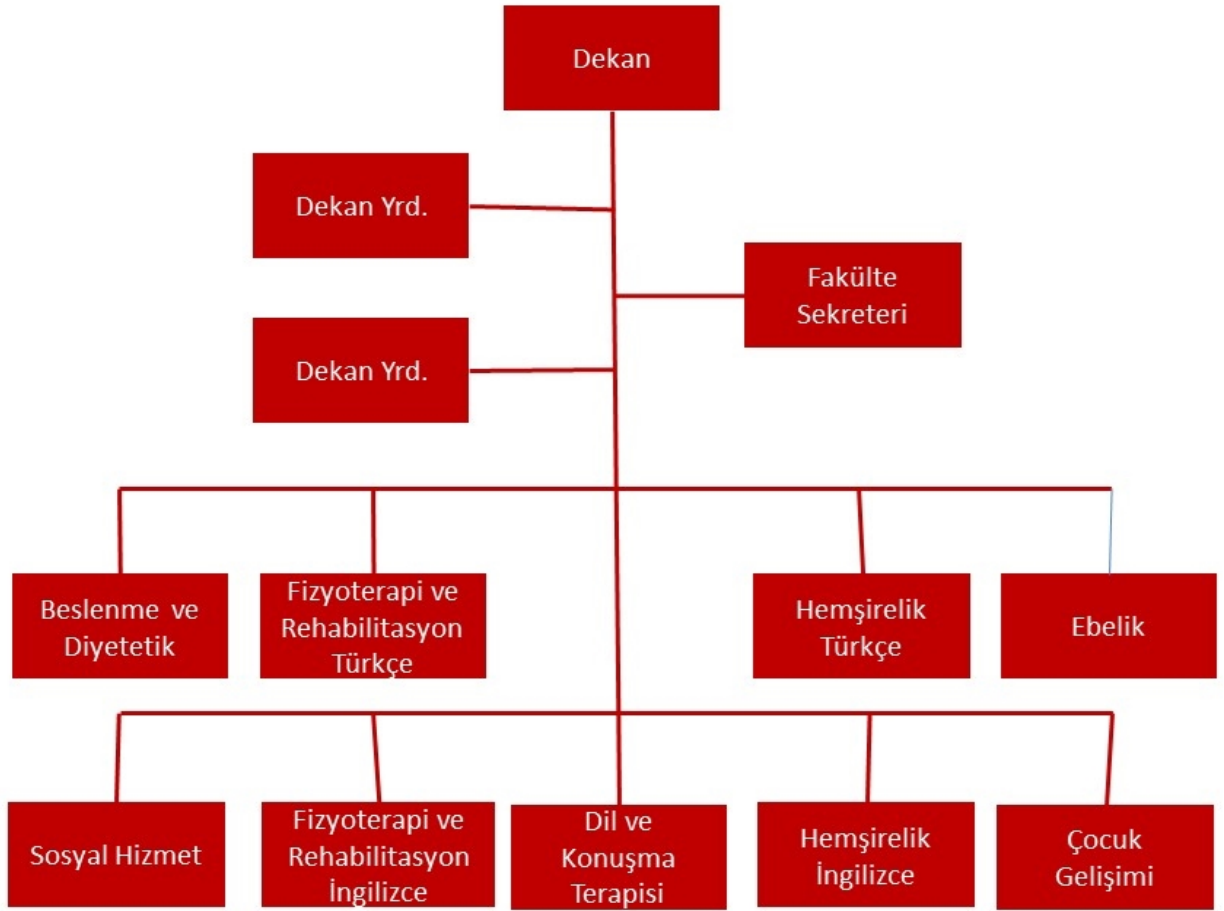 Dekan
Dekan Yrd.
Fakülte
Sekreteri
Dekan Yrd.
Beslenme ve
Diyetetik
Fizyoterapi ve
Rehabilitasyon
Türkçe
Hemşirelik
Türkçe
Ebelik
Sosyal Hizmet
Fizyoterapi ve
Rehabilitasyon
İngilizce
Dil ve
Konuşma
Terapisi
Hemşirelik
İngilizce
Çocuk
Gelişimi